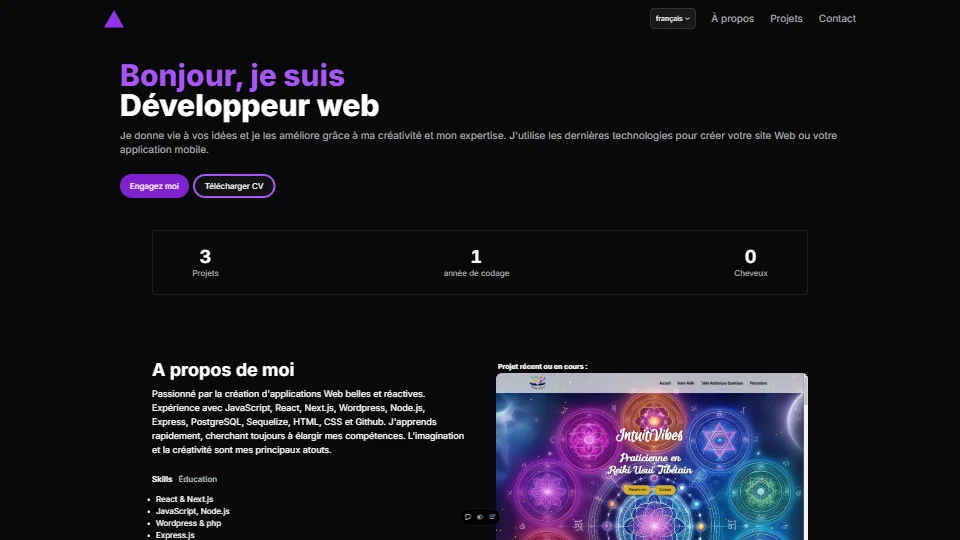 français
À propos
Projets
Contact
Bonjour, je suis
Développeur web
Je donne vie à vos idées et je les améliore grâce à ma créativité et mon expertise. J'utilise les dernières technologies pour créer votre site Web ou votre
application mobile.
Engagez moi
Télécharger CV
3
Projets
1
année de codage
0
Cheveux
A propos de moi
Passionné par la création d'applications Web belles et réactives.
Expérience avec JavaScript, React, Next.js, Wordpress, Node.js,
Express, PostgreSQL, Sequelize, HTML, CSS et Github. J'apprends
rapidement, cherchant toujours à élargir mes compétences. L'imagination
et la créativité sont mes principaux atouts.
Skills
Éducation
React & Next.js
JavaScript, Node.js
Wordpress & php
Express.js
Projet récent ou en cours :
Accueil
Soins Reiki
Table Radionique Quantique
Prestations
IntuitiVibes
Praticienne en
Reiki Usui Tibétain
Contact